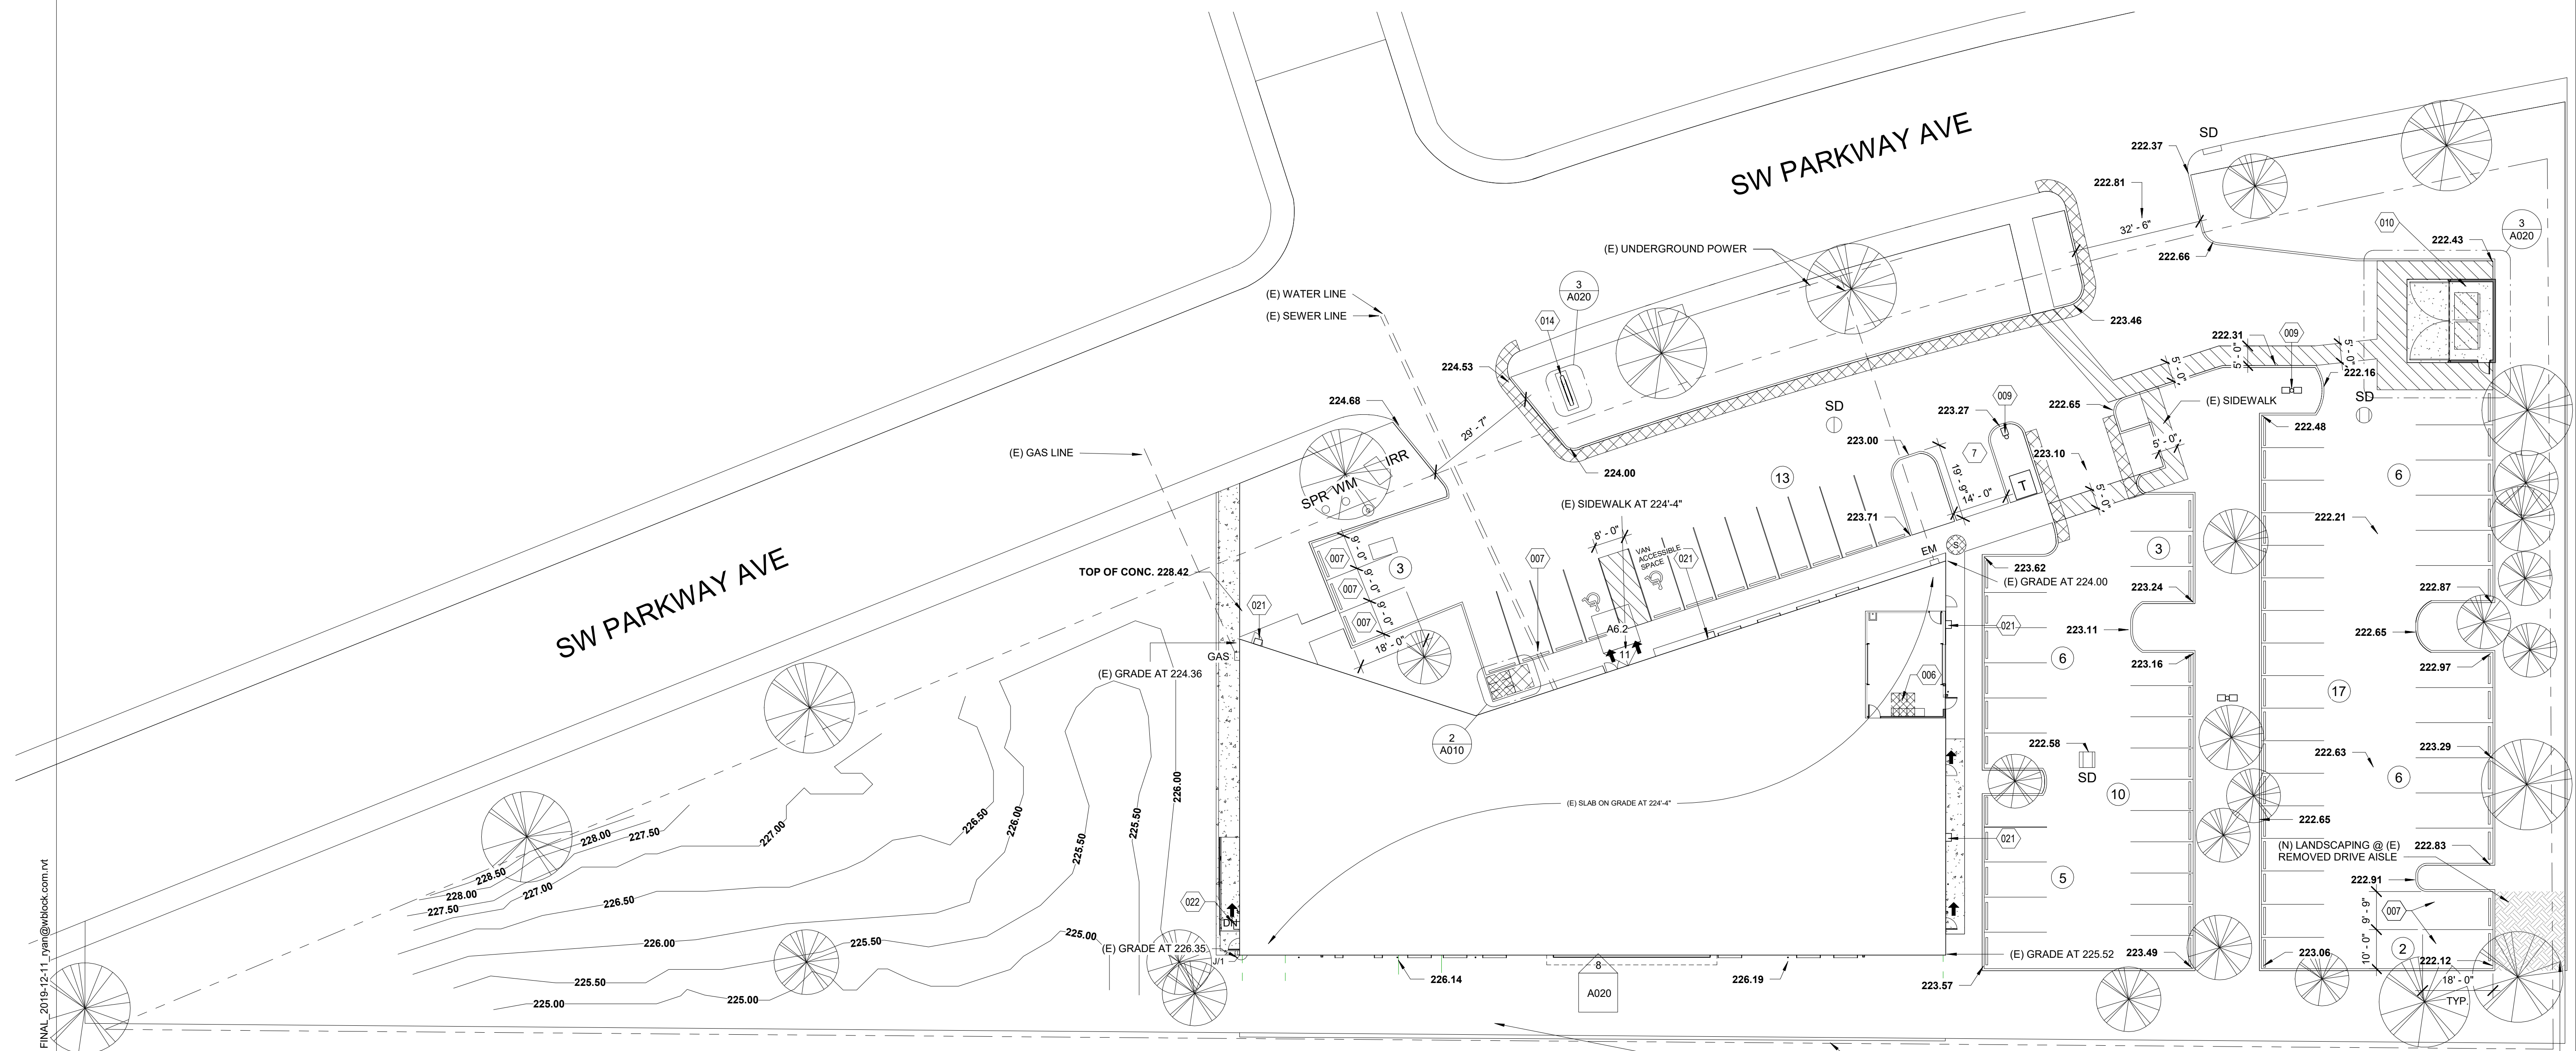 SW PARKWAY AVE
SD
222.37
222.81
32' - 6"
222.66
010
3
A020
222.43
(E) UNDERGROUND POWER
3
A020
014
(E) WATER LINE
(E) SEWER LINE
223.46
222.31
009
5' - 0"
5' - 0"
5' - 0"
222.16
SD
224.53
224.68
29' - 7"
IRR
SPR WM
(E) GAS LINE
224.00
SD
223.27
009
223.00
7
222.65
(E) SIDEWALK
5' - 0"
223.10
222.48
6
13
19' - 9"
14' - 0"
T
5' - 0"
(E) SIDEWALK AT 224'-4"
223.71
8' - 0"
VAN
ACCESSIBLE
SPACE
EM
S
222.21
SW PARKWAY AVE
TOP OF CONC. 228.42
021
007
9' - 0"
3
007
9' - 0"
007
9' - 0"
18' - 0"
007
021
3
223.62
(E) GRADE AT 224.00
223.24
222.87
A6.2
11
021
223.11
222.65
GAS
(E) GRADE AT 224.36
6
223.16
222.97
006
17
2
A010
222.58
SD
222.63
223.29
6
226.00
(E) SLAB ON GRADE AT 224'-4"
10
226.50
226.00
225.50
225.50
227.00
228.00
227.50
222.65
021
(N) LANDSCAPING @ (E)
REMOVED DRIVE AISLE
222.83
228.50
228.00
227.50
227.00
226.50
5
222.91
022
DN
007
9' - 9"
226.00
225.50
225.00
(E) GRADE AT 226.35
J/1
(E) GRADE AT 225.52
223.49
223.06
10' - 0"
2
222.12
225.50
225.00
225.00
226.14
8
A020
226.19
223.57
18' - 0"
TYP.
FINAL_2019-12-11_ryan@wblock.com.rvt